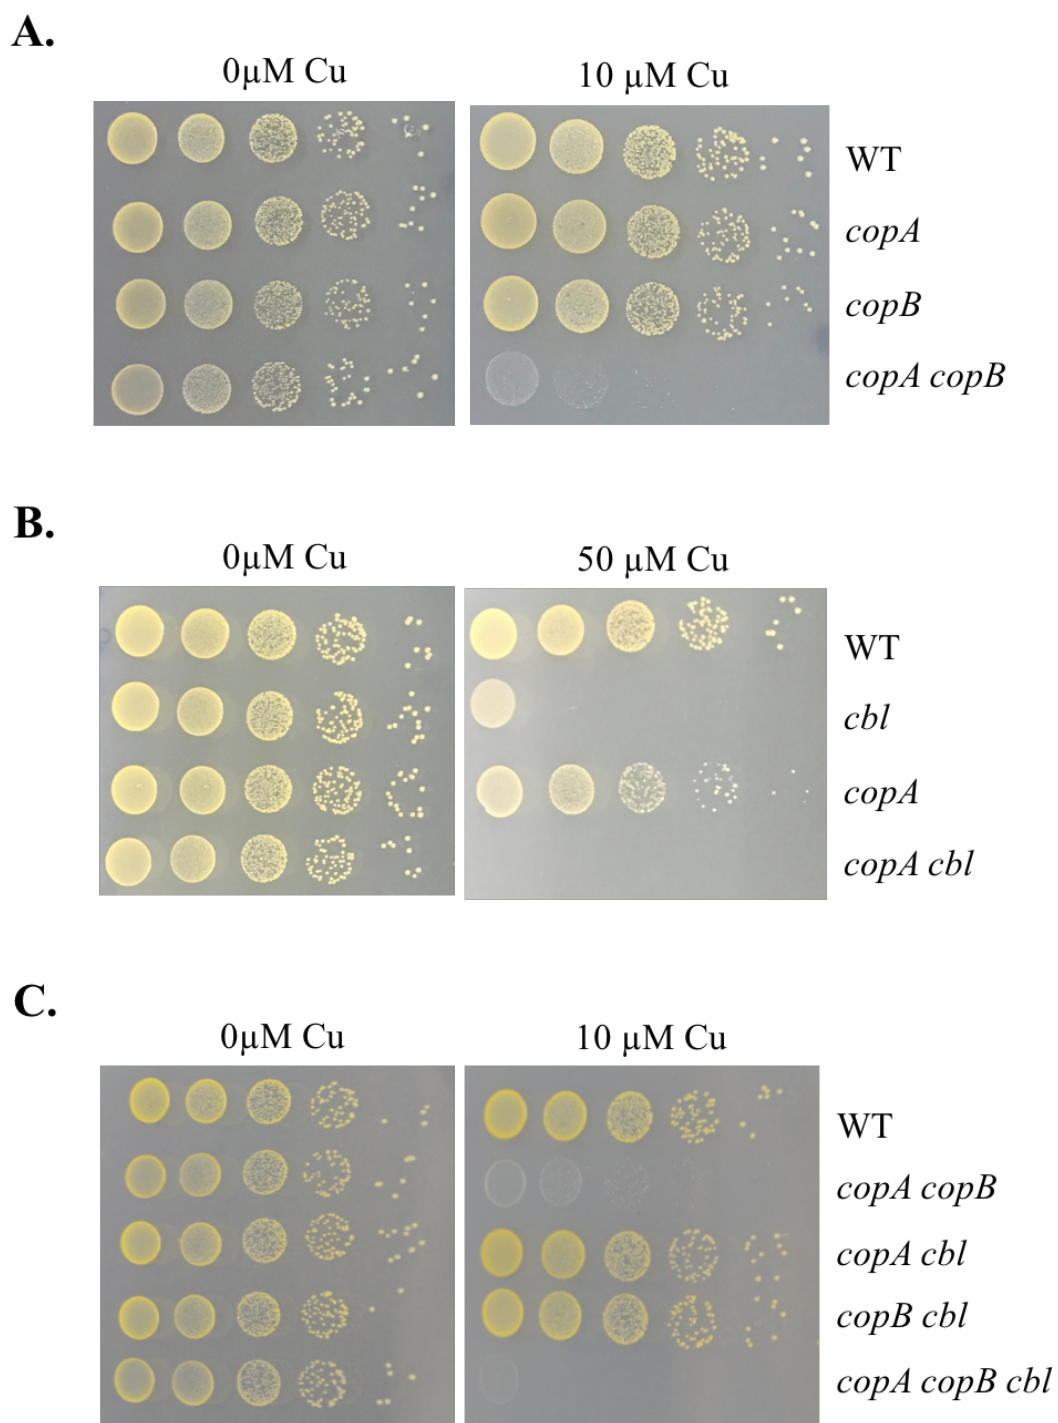 A.
0µM Cu
10 µM Cu
WT
copA
copB
copA copB
B.
0µM Cu
50 µM Cu
WT
cbl
copA
copA cbl
C.
0µM Cu
10 µM Cu
WT
copA copB
copA cbl
copB cbl
copA copB cbl